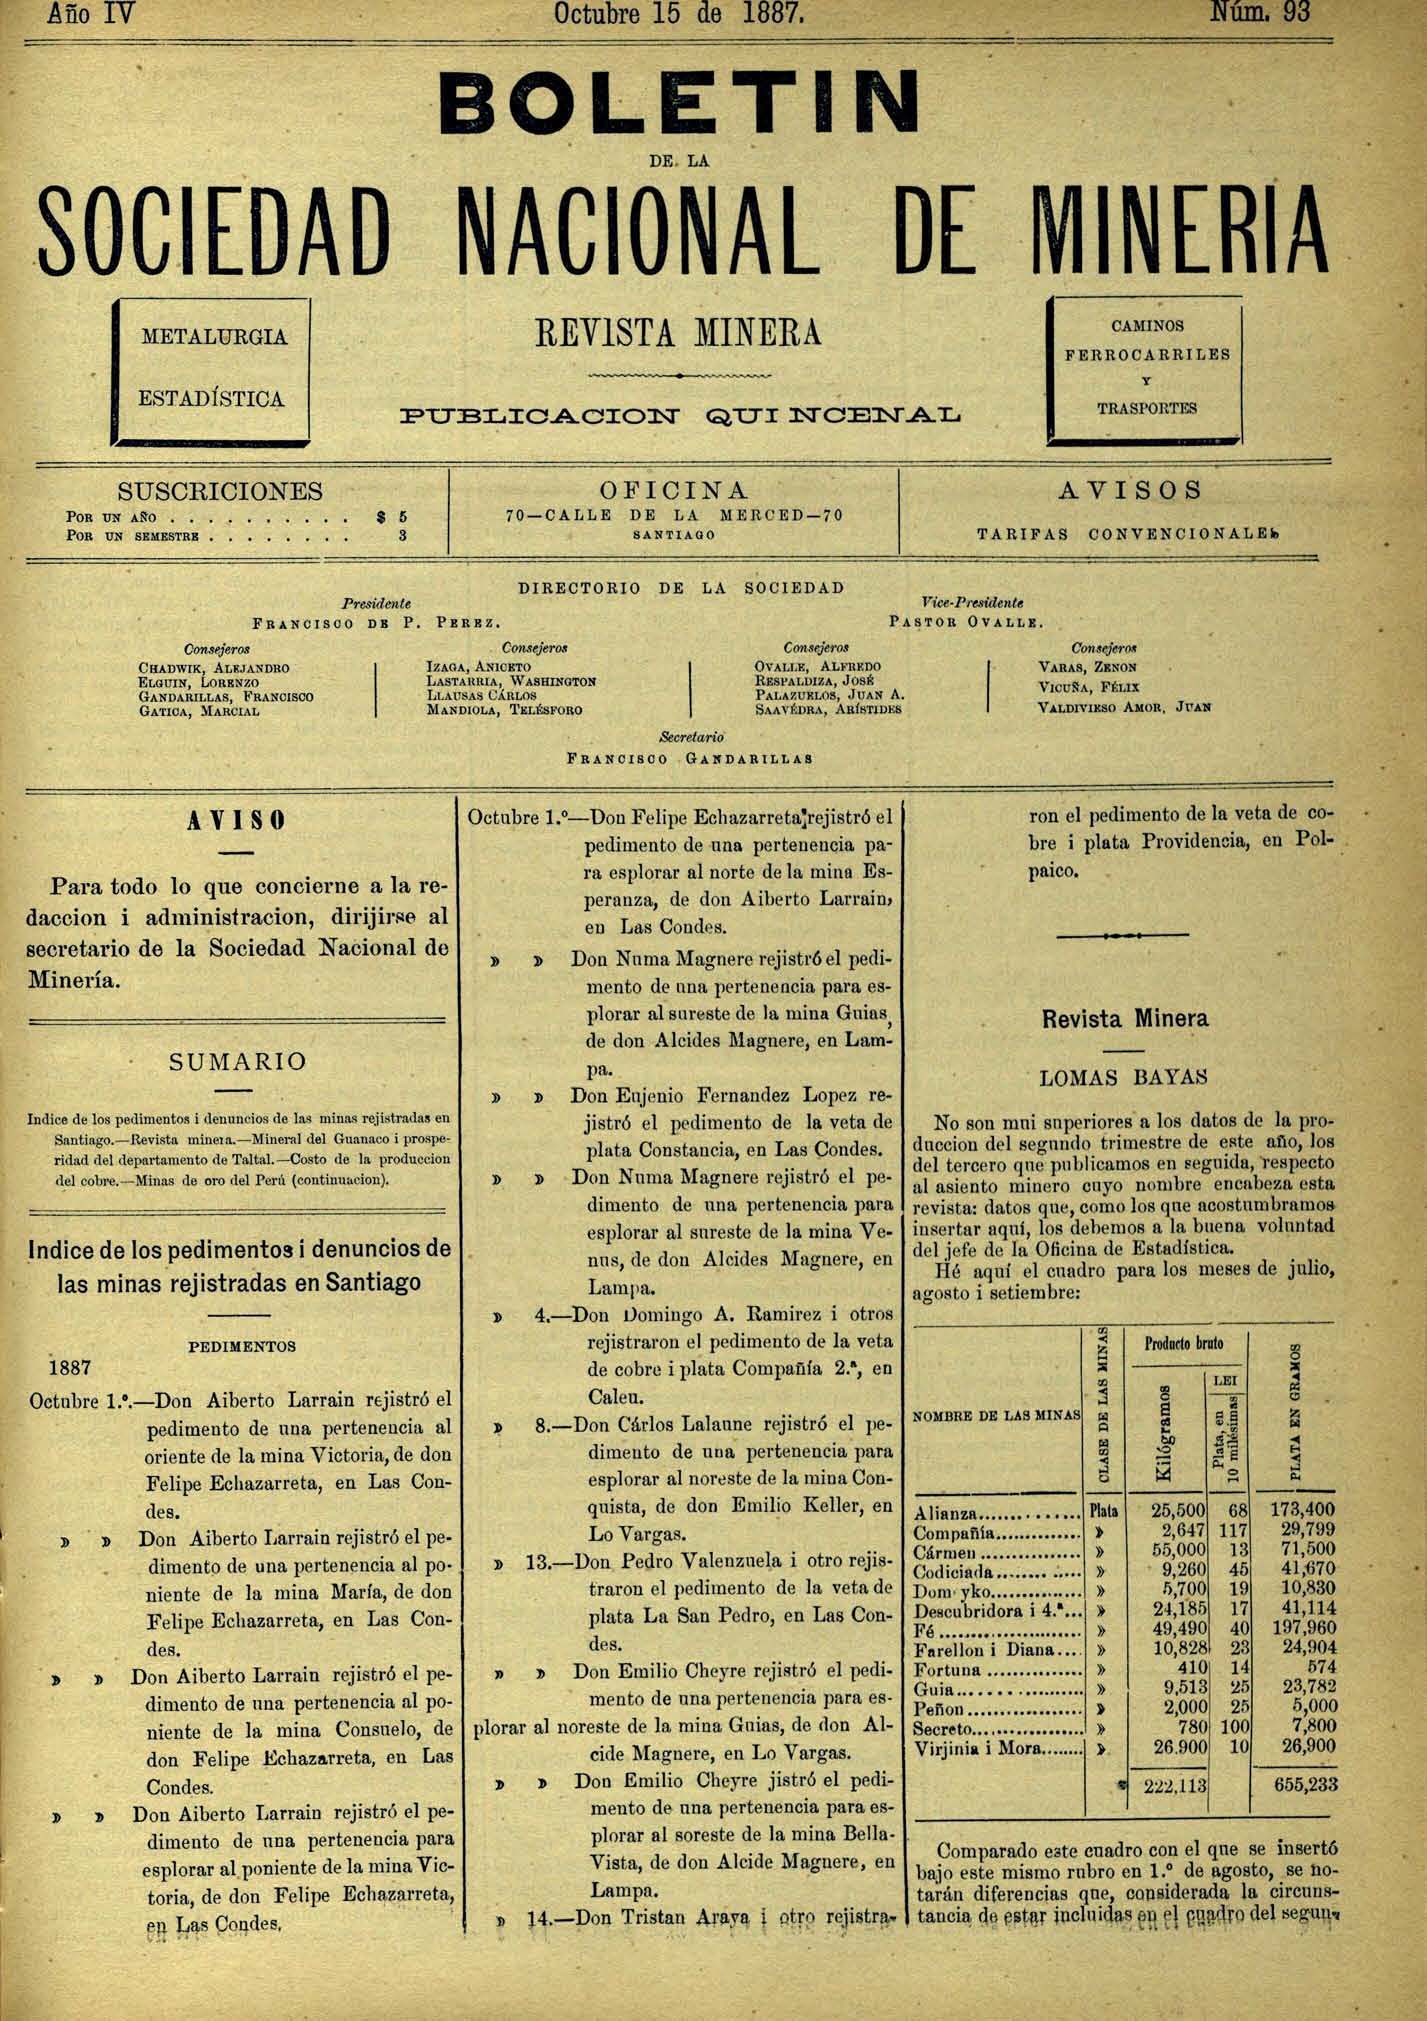 Año IV
Octubre 15 de 1887.
Núm. 93
BOLETIN
DE LA
SOCIEDAD NACIONAL DE MINERIA
METALURGIA
ESTADÍSTICA
REVISTA MINERA
PUBLICACION QUINCENAL
CAMINOS
FERROCARRILES
Y
TRASPORTES
SUSCRICIONES
POR UN AÑO . . . . . . . . . . $ 5
POR UN SEMESTRE . . . . . . . . 3
OFICINA
70—CALLE DE LA MERCED—70
SANTIAGO
AVISOS
TARIFAS CONVENCIONALES
DIRECTORIO DE LA SOCIEDAD
Presidente
FRANCISCO DE P. PEREZ.
Vice-Presidente
PASTOR OVALLE.
Consejeros
CHADWIK, ALEJANDRO
ELGUIN, LORENZO
GANDARILLAS, FRANCISCO
GATICA, MARCIAL
Consejeros
IZAGA, ANICETO
LASTARRIA, WASHINGTON
LLAUSAS CÁRLOS
MANDIOLA, TELÉSFORO
Consejeros
OVALLE, ALFREDO
RESPALDIZA, JOSÉ
PALAZUELOS, JUAN A.
SAAVÉDRA, ARÍSTIDES
Consejeros
VARAS, ZENON
VICUÑA, FÉLIX
VALDIVIESO AMOR, JUAN
Secretario
FRANCISCO GANDARILLAS
AVISO
Para todo lo que concierne a la re-
daccion i administracion, dirijirse al
secretario de la Sociedad Nacional de
Minería.
SUMARIO
Indice de los pedimentos i denuncios de las minas rejistradas en
Santiago.—Revista minera.—Mineral del Guanaco i prospe-
ridad del departamento de Taltal.—Costo de la produccion
del cobre.—Minas de oro del Perú (continuacion).
Indice de los pedimentos i denuncios de
las minas rejistradas en Santiago
PEDIMENTOS
1887
Octubre 1.°.—Don Aiberto Larrain rejistró el
pedimento de una pertenencia al
oriente de la mina Victoria, de don
Felipe Echazarreta, en Las Con-
des.
» » Don Aiberto Larrain rejistró el pe-
dimento de una pertenencia al po-
niente de la mina María, de don
Felipe Echazarreta, en Las Con-
des.
» » Don Aiberto Larrain rejistró el pe-
dimento de una pertenencia al po-
niente de la mina Consuelo, de
don Felipe Echazarreta, en Las
Condes.
» » Don Aiberto Larrain rejistró el pe-
dimento de una pertenencia para
esplorar al poniente de la mina Vic-
toria, de don Felipe Echazarreta,
en Las Condes.
Octubre 1.°—Don Felipe Echazarreta rejistró el
pedimento de una pertenencia pa-
ra esplorar al norte de la mina Es-
peranza, de don Aiberto Larrain,
en Las Condes.
» » Don Numa Magnere rejistró el pedi-
mento de una pertenencia para es-
plorar al sureste de la mina Guias,
de don Alcides Magnere, en Lam-
pa.
» » Don Eujenio Fernandez Lopez re-
jistró el pedimento de la veta de
plata Constancia, en Las Condes.
» » Don Numa Magnere rejistró el pe-
dimento de una pertenencia para
esplorar al sureste de la mina Ve-
nus, de don Alcides Magnere, en
Lampa.
» 4.—Don Domingo A. Ramirez i otros
rejistraron el pedimento de la veta
de cobre i plata Compañía 2.ª, en
Caleu.
» 8.—Don Cárlos Lalanne rejistró el pe-
dimento de una pertenencia para
esplorar al noreste de la mina Con-
quista, de don Emilio Keller, en
Lo Vargas.
» 13.—Don Pedro Valenzuela i otro rejis-
traron el pedimento de la veta de
plata La San Pedro, en Las Con-
des.
» » Don Emilio Cheyre rejistró el pedi-
mento de una pertenencia para es-
plorar al noreste de la mina Guias, de don Al-
cide Magnere, en Lo Vargas.
» » Don Emilio Cheyre jistró el pedi-
mento de una pertenencia para es-
plorar al soreste de la mina Bella-
Vista, de don Alcide Magnere, en
Lampa.
» 14.—Don Tristan Araya i otro rejistra-
ron el pedimento de la veta de co-
bre i plata Providencia, en Pol-
paico.
Revista Minera
LOMAS BAYAS
No son mui superiores a los datos de la pro-
duccion del segundo trimestre de este año, los
del tercero que publicamos en seguida, respecto
al asiento minero cuyo nombre encabeza esta
revista: datos que, como los que acostumbramos
insertar aquí, los debemos a la buena voluntad
del jefe de la Oficina de Estadística.
Hé aquí el cuadro para los meses de julio,
agosto i setiembre:
NOMBRE DE LAS MINAS
CLASE DE LAS MINAS
Producto bruto
Kilógramos
LEI
Plata, en
10 milésimas
PLATA EN GRAMOS
Alianza............. Plata 25,500 68 173,400
Compañía............. » 2,647 117 29,799
Cármen ............... » 55,000 13 71,500
Codiciada............. » 9,260 45 41,670
Dom yko.............. » 5,700 19 10,830
Descubridora i 4.ª... » 24,185 17 41,114
Fé ...................... » 49,490 40 197,960
Farellon i Diana.... » 10,828 23 24,904
Fortuna ............... » 410 14 574
Guia.................... » 9,513 25 23,782
Peñon.................. » 2,000 25 5,000
Secreto................. » 780 100 7,800
Virjinia i Mora........ » 26.900 10 26,900
222,113 655,233
Comparado este cuadro con el que se insertó
bajo este mismo rubro en 1.° de agosto, se no-
tarán diferencias que, considerada la circuns-
tancia de estar incluidas en el cuadro del segun-